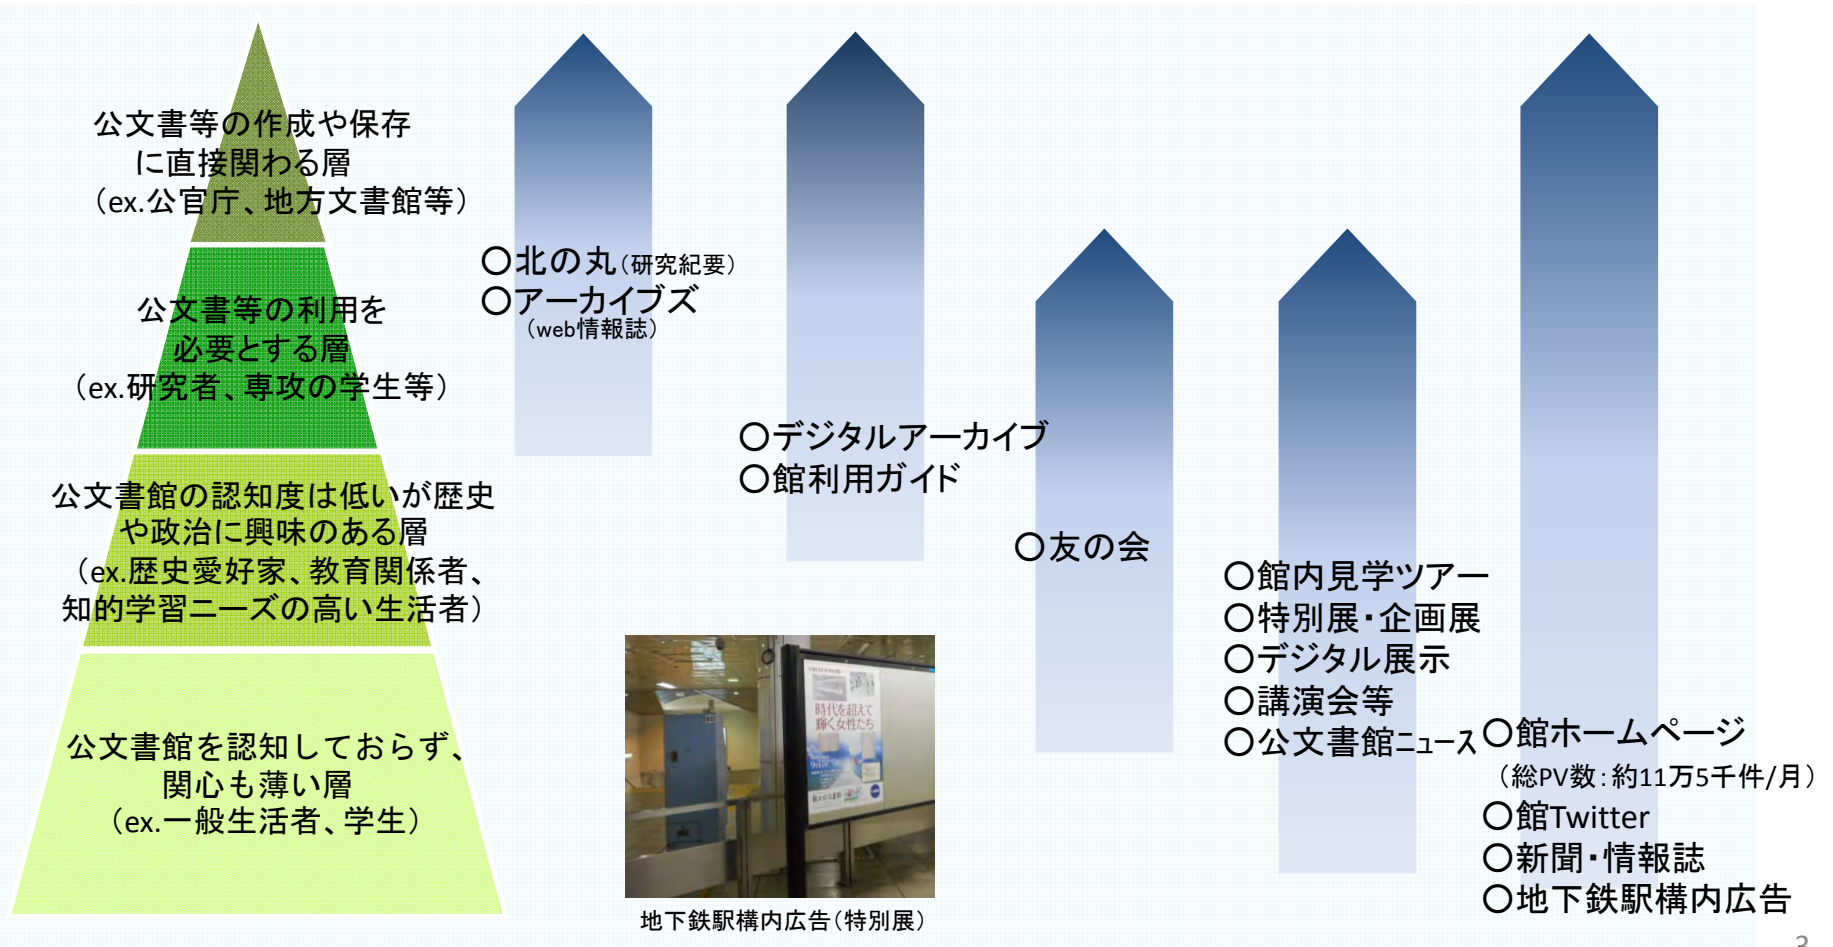 公文書等の作成や保存
に直接関わる層
（ex.公官庁、地方文書館等）
公文書等の利用を
必要とする層
（ex.研究者、専攻の学生等）
公文書館の認知度は低いが歴史
や政治に興味のある層
（ex.歴史愛好家、教育関係者、
知的学習ニーズの高い生活者）
公文書館を認知しておらず、
関心も薄い層
（ex.一般生活者、学生）
○北の丸（研究紀要）
○アーカイブズ
（web情報誌）
○デジタルアーカイブ
○館利用ガイド
○友の会
○館内見学ツアー
○特別展・企画展
○デジタル展示
○講演会等
○公文書館ニュース
○館ホームページ
（総PV数：約11万5千件/月）
○館Twitter
○新聞・情報誌
○地下鉄駅構内広告
時代を超えて
輝く女性たち
地下鉄駅構内広告（特別展）
3